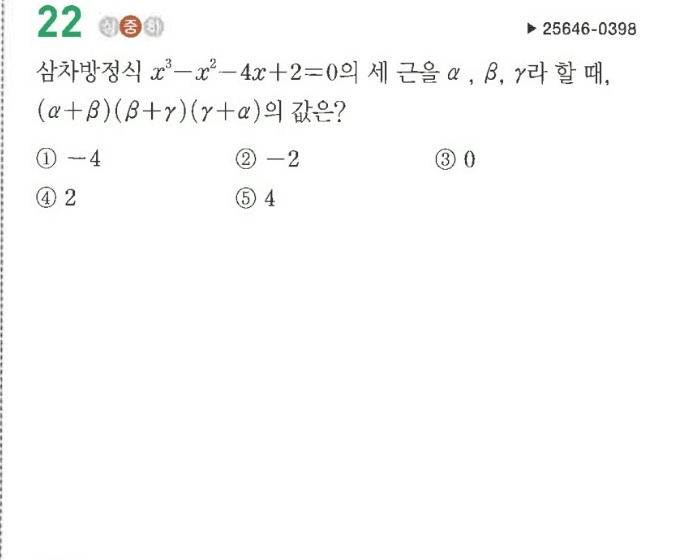 22 상중하 ▶ 25646-0398
삼차방정식 x³−x²−4x+2=0의 세 근을 α, β, γ라 할 때,
(α+β)(β+γ)(γ+α)의 값은?
① −4 ② −2 ③ 0
④ 2 ⑤ 4